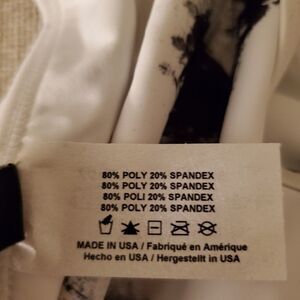 80% POLY 20% SPANDEX
80% POLY 20% SPANDEX
80% POLI 20% SPANDEX
80% POLY 20% SPANDEX
MADE IN USA / Fabriqué en Amérique
Hecho en USA / Hergestellt in USA